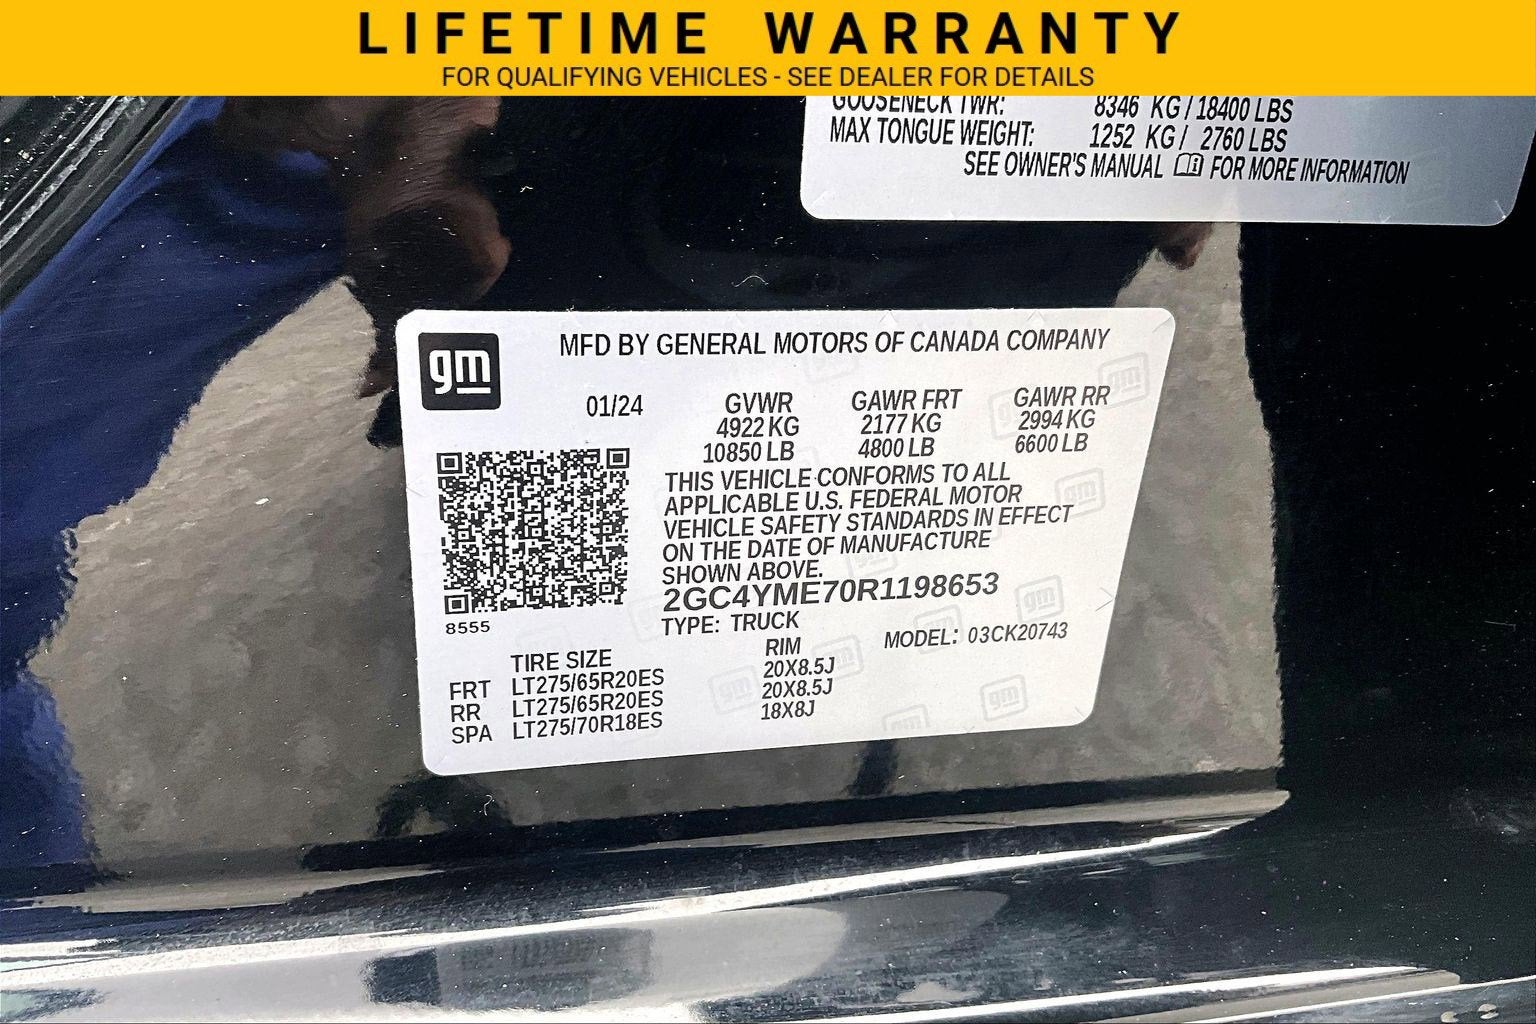 LIFETIME WARRANTY
FOR QUALIFYING VEHICLES - SEE DEALER FOR DETAILS
GOOSENECK TWR: 8346 KG / 18400 LBS
MAX TONGUE WEIGHT: 1252 KG / 2760 LBS
SEE OWNER'S MANUAL FOR MORE INFORMATION
gm
MFD BY GENERAL MOTORS OF CANADA COMPANY
01/24 GVWR GAWR FRT GAWR RR
4922 KG 2177 KG 2994 KG
10850 LB 4800 LB 6600 LB
THIS VEHICLE CONFORMS TO ALL
APPLICABLE U.S. FEDERAL MOTOR
VEHICLE SAFETY STANDARDS IN EFFECT
ON THE DATE OF MANUFACTURE
SHOWN ABOVE.
2GC4YME70R1198653
8555
TYPE: TRUCK MODEL: 03CK20743
TIRE SIZE RIM
FRT LT275/65R20ES 20X8.5J
RR LT275/65R20ES 20X8.5J
SPA LT275/70R18ES 18X8J